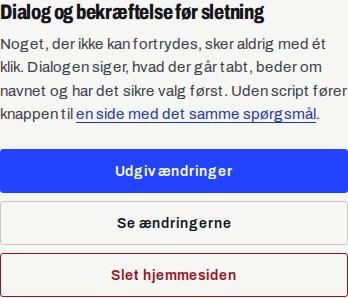 Dialog og bekræftelse før sletning
Noget, der ikke kan fortrydes, sker aldrig med ét
klik. Dialogen siger, hvad der går tabt, beder om
navnet og har det sikre valg først. Uden script fører
knappen til en side med det samme spørgsmål.
Udgiv ændringer
Se ændringerne
Slet hjemmesiden